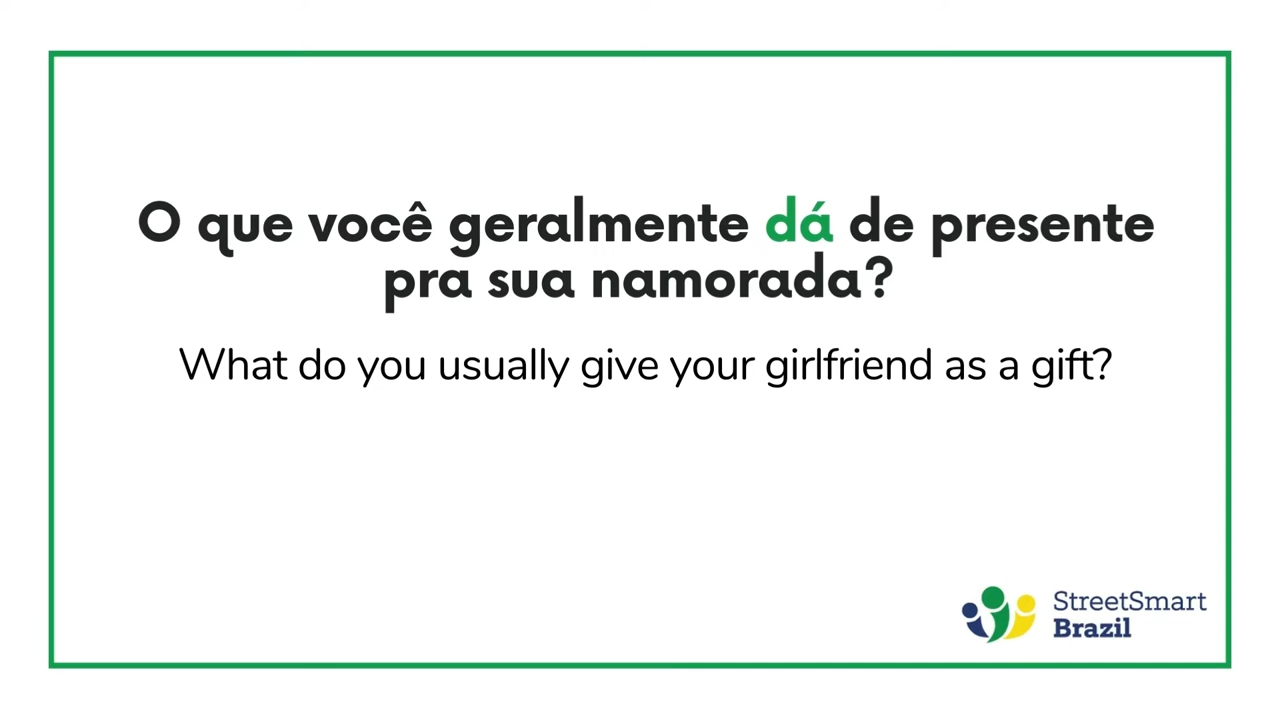 O que você geralmente dá de presente
pra sua namorada?
What do you usually give your girlfriend as a gift?
StreetSmart
Brazil